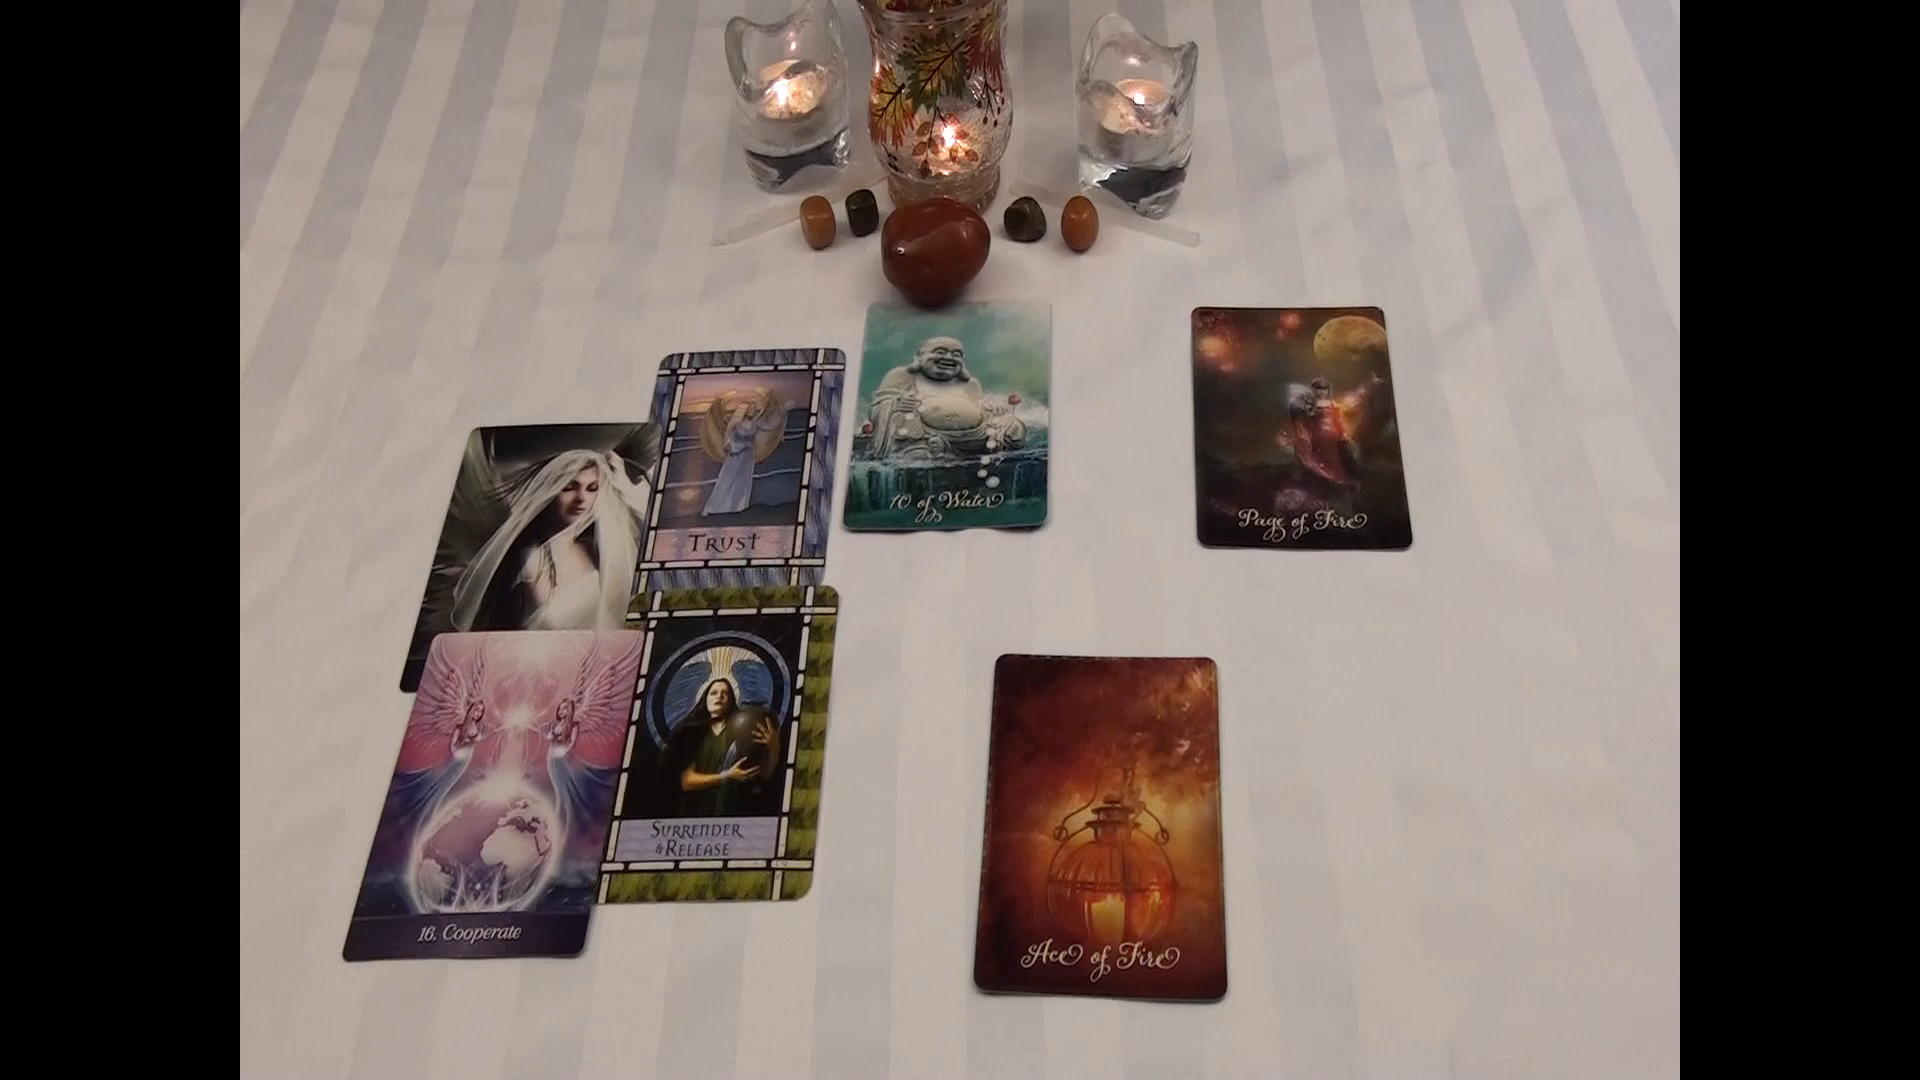 TRUST
10 of Water
Page of Fire
SURRENDER
& RELEASE
16. Cooperate
Ace of Fire